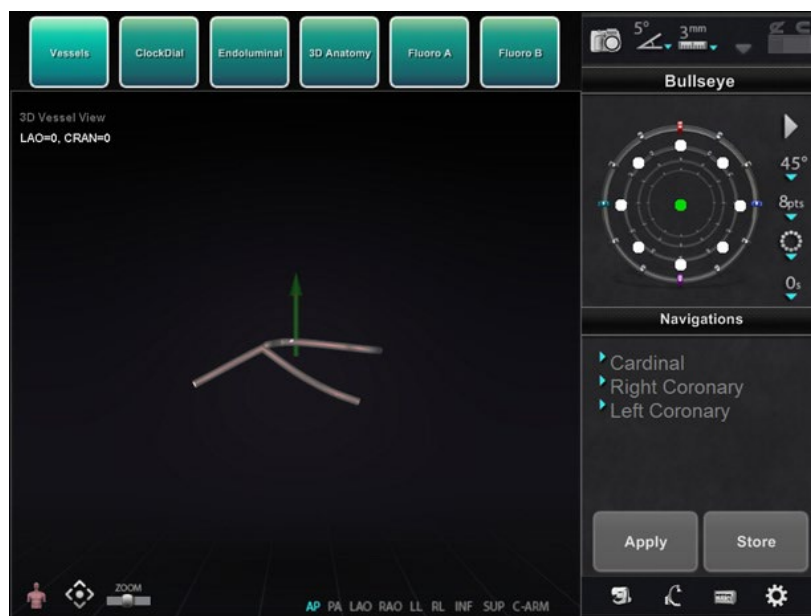 Vessels
ClockDial
Endoluminal
3D Anatomy
Fluoro A
Fluoro B
5° 3mm
3D Vessel View
LAO=0, CRAN=0
Bullseye
45°
8pts
0s
Navigations
Cardinal
Right Coronary
Left Coronary
Apply
Store
ZOOM
AP PA LAO RAO LL RL INF SUP C-ARM